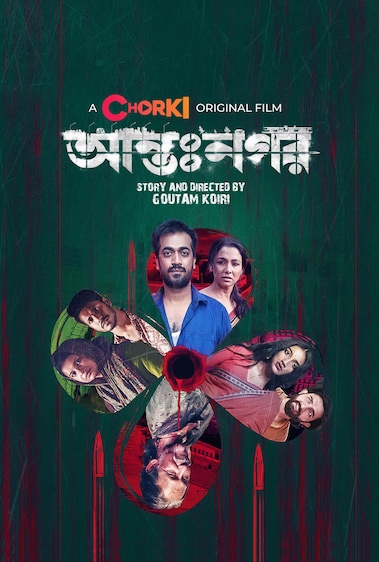 A CHORKI ORIGINAL FILM
আন্তঃনগর
STORY AND DIRECTED BY
GOUTAM KOIRI